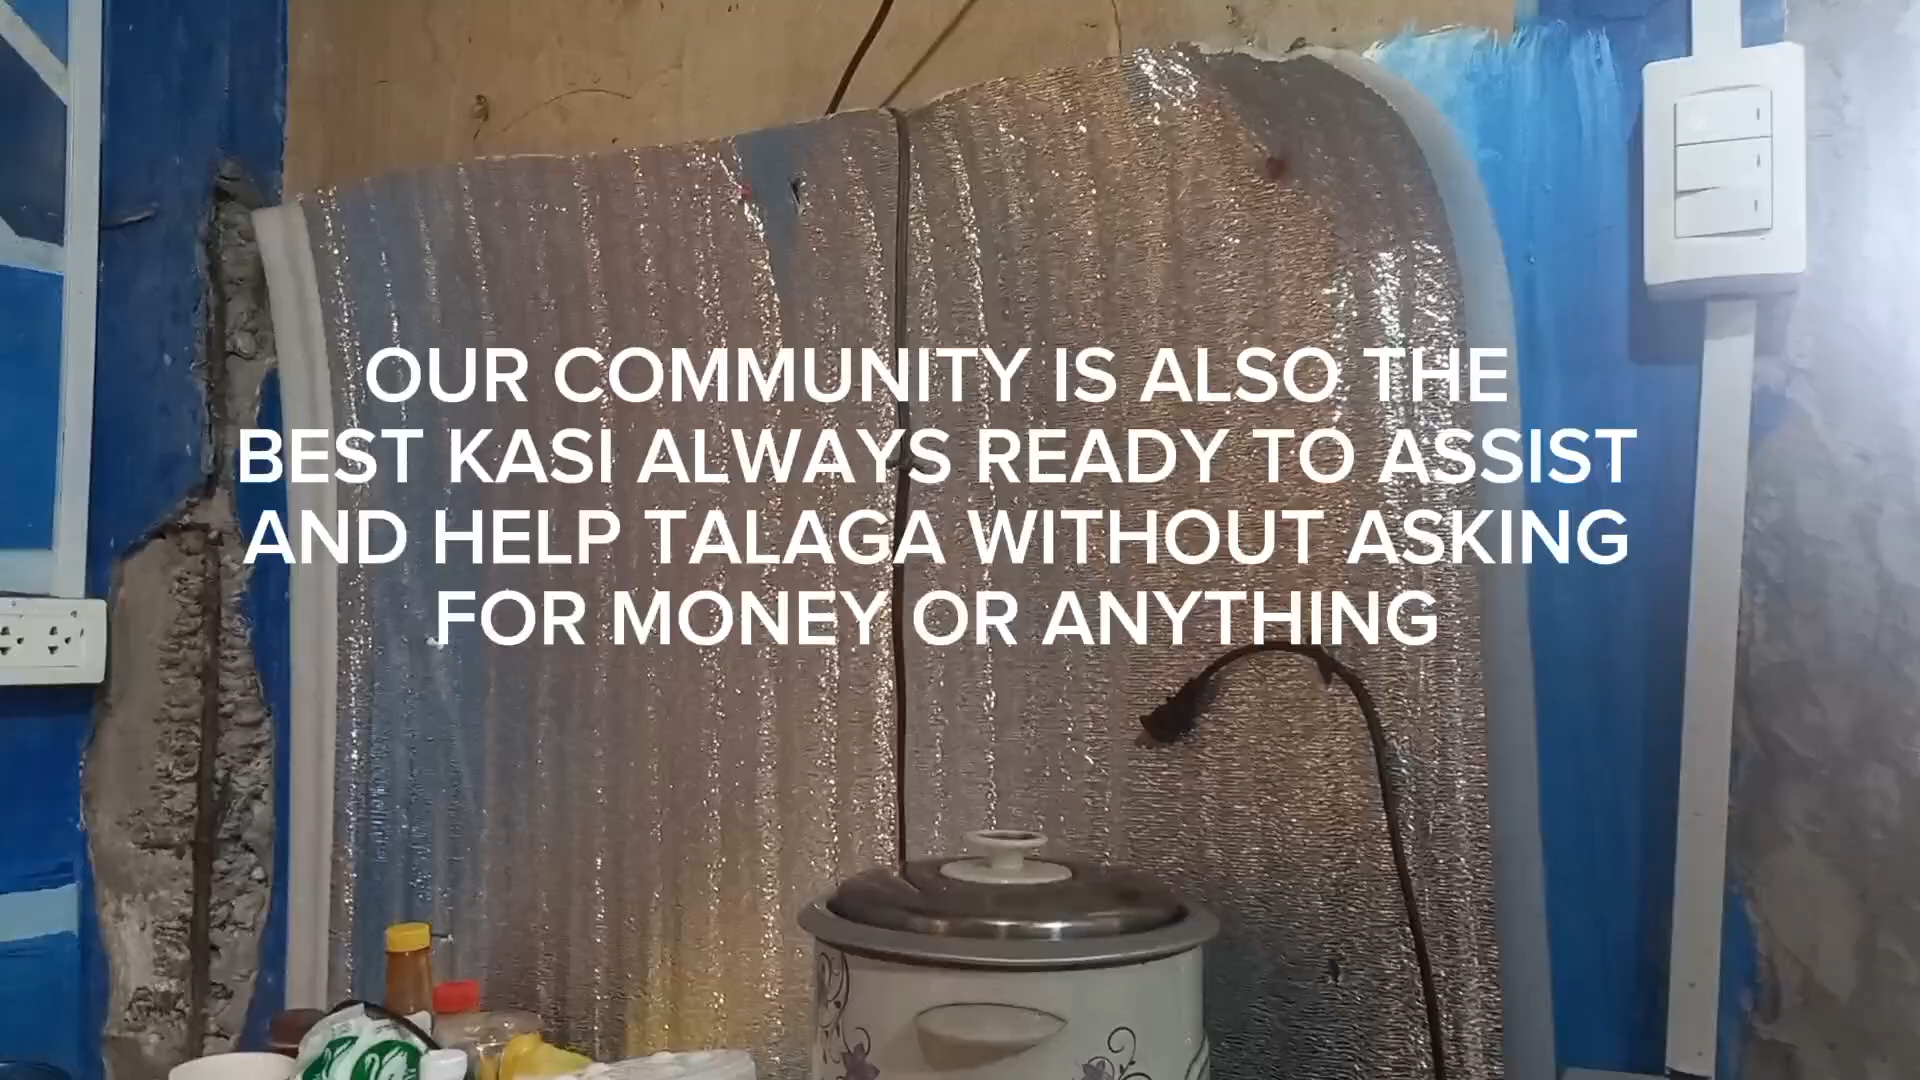 OUR COMMUNITY IS ALSO THE
BEST KASI ALWAYS READY TO ASSIST
AND HELP TALAGA WITHOUT ASKING
FOR MONEY OR ANYTHING